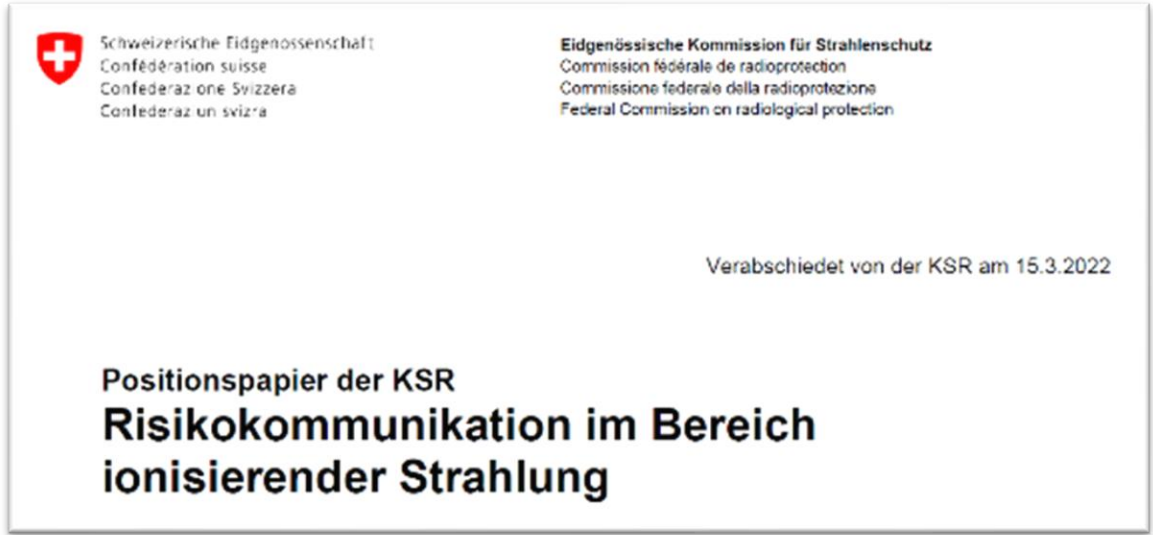 Schweizerische Eidgenossenschaft
Confédération suisse
Confederazione Svizzera
Confederaziun svizra
Eidgenössische Kommission für Strahlenschutz
Commission fédérale de radioprotection
Commissione federale della radioprotezione
Federal Commission on radiological protection
Verabschiedet von der KSR am 15.3.2022
Positionspapier der KSR
Risikokommunikation im Bereich
ionisierender Strahlung